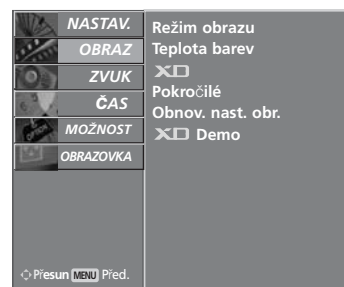 NASTAV.
OBRAZ
ZVUK
ČAS
MOŽNOST
OBRAZOVKA
Přesun MENU Před.
Režim obrazu
Teplota barev
XD
Pokročilé
Obnov. nast. obr.
XD Demo